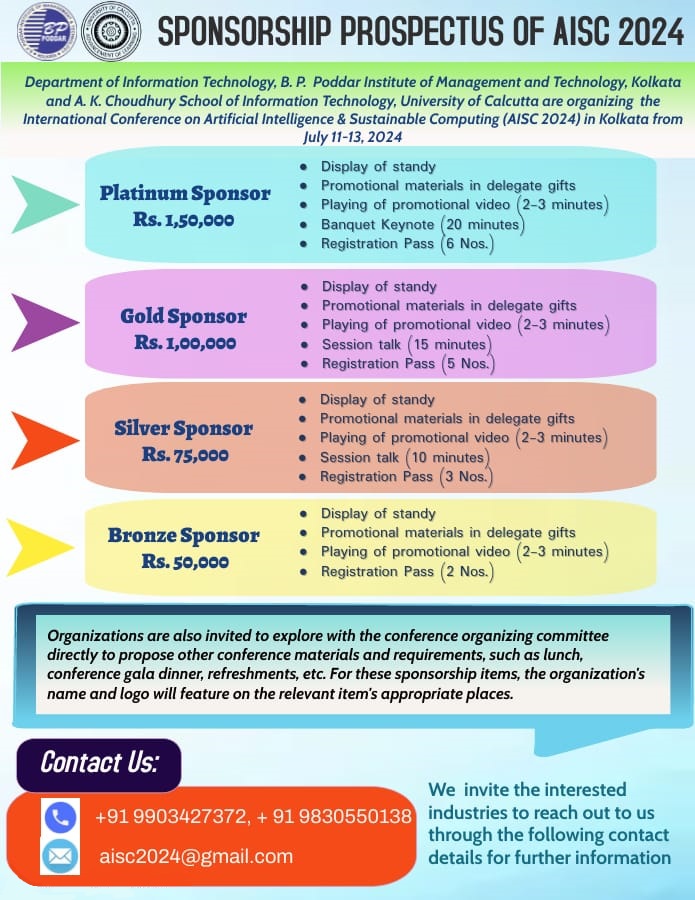 SPONSORSHIP PROSPECTUS OF AISC 2024
BP
PODDAR
Department of Information Technology, B. P. Poddar Institute of Management and Technology, Kolkata
and A. K. Choudhury School of Information Technology, University of Calcutta are organizing the
International Conference on Artificial Intelligence & Sustainable Computing (AISC 2024) in Kolkata from
July 11-13, 2024
Platinum Sponsor
Rs. 1,50,000
• Display of standy
• Promotional materials in delegate gifts
• Playing of promotional video (2-3 minutes)
• Banquet Keynote (20 minutes)
• Registration Pass (6 Nos.)
Gold Sponsor
Rs. 1,00,000
• Display of standy
• Promotional materials in delegate gifts
• Playing of promotional video (2-3 minutes)
• Session talk (15 minutes)
• Registration Pass (5 Nos.)
Silver Sponsor
Rs. 75,000
• Display of standy
• Promotional materials in delegate gifts
• Playing of promotional video (2-3 minutes)
• Session talk (10 minutes)
• Registration Pass (3 Nos.)
Bronze Sponsor
Rs. 50,000
• Display of standy
• Promotional materials in delegate gifts
• Playing of promotional video (2-3 minutes)
• Registration Pass (2 Nos.)
Organizations are also invited to explore with the conference organizing committee
directly to propose other conference materials and requirements, such as lunch,
conference gala dinner, refreshments, etc. For these sponsorship items, the organization's
name and logo will feature on the relevant item's appropriate places.
Contact Us:
+91 9903427372, + 91 9830550138
aisc2024@gmail.com
We invite the interested
industries to reach out to us
through the following contact
details for further information